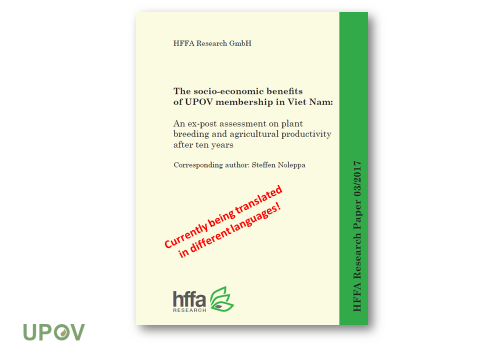 HFFA Research GmbH
The socio-economic benefits
of UPOV membership in Viet Nam:
An ex-post assessment on plant
breeding and agricultural productivity
after ten years
Corresponding author: Steffen Noleppa
Currently being translated
in different languages!
HFFA Research Paper 03/2017
hffa
RESEARCH
UPOV